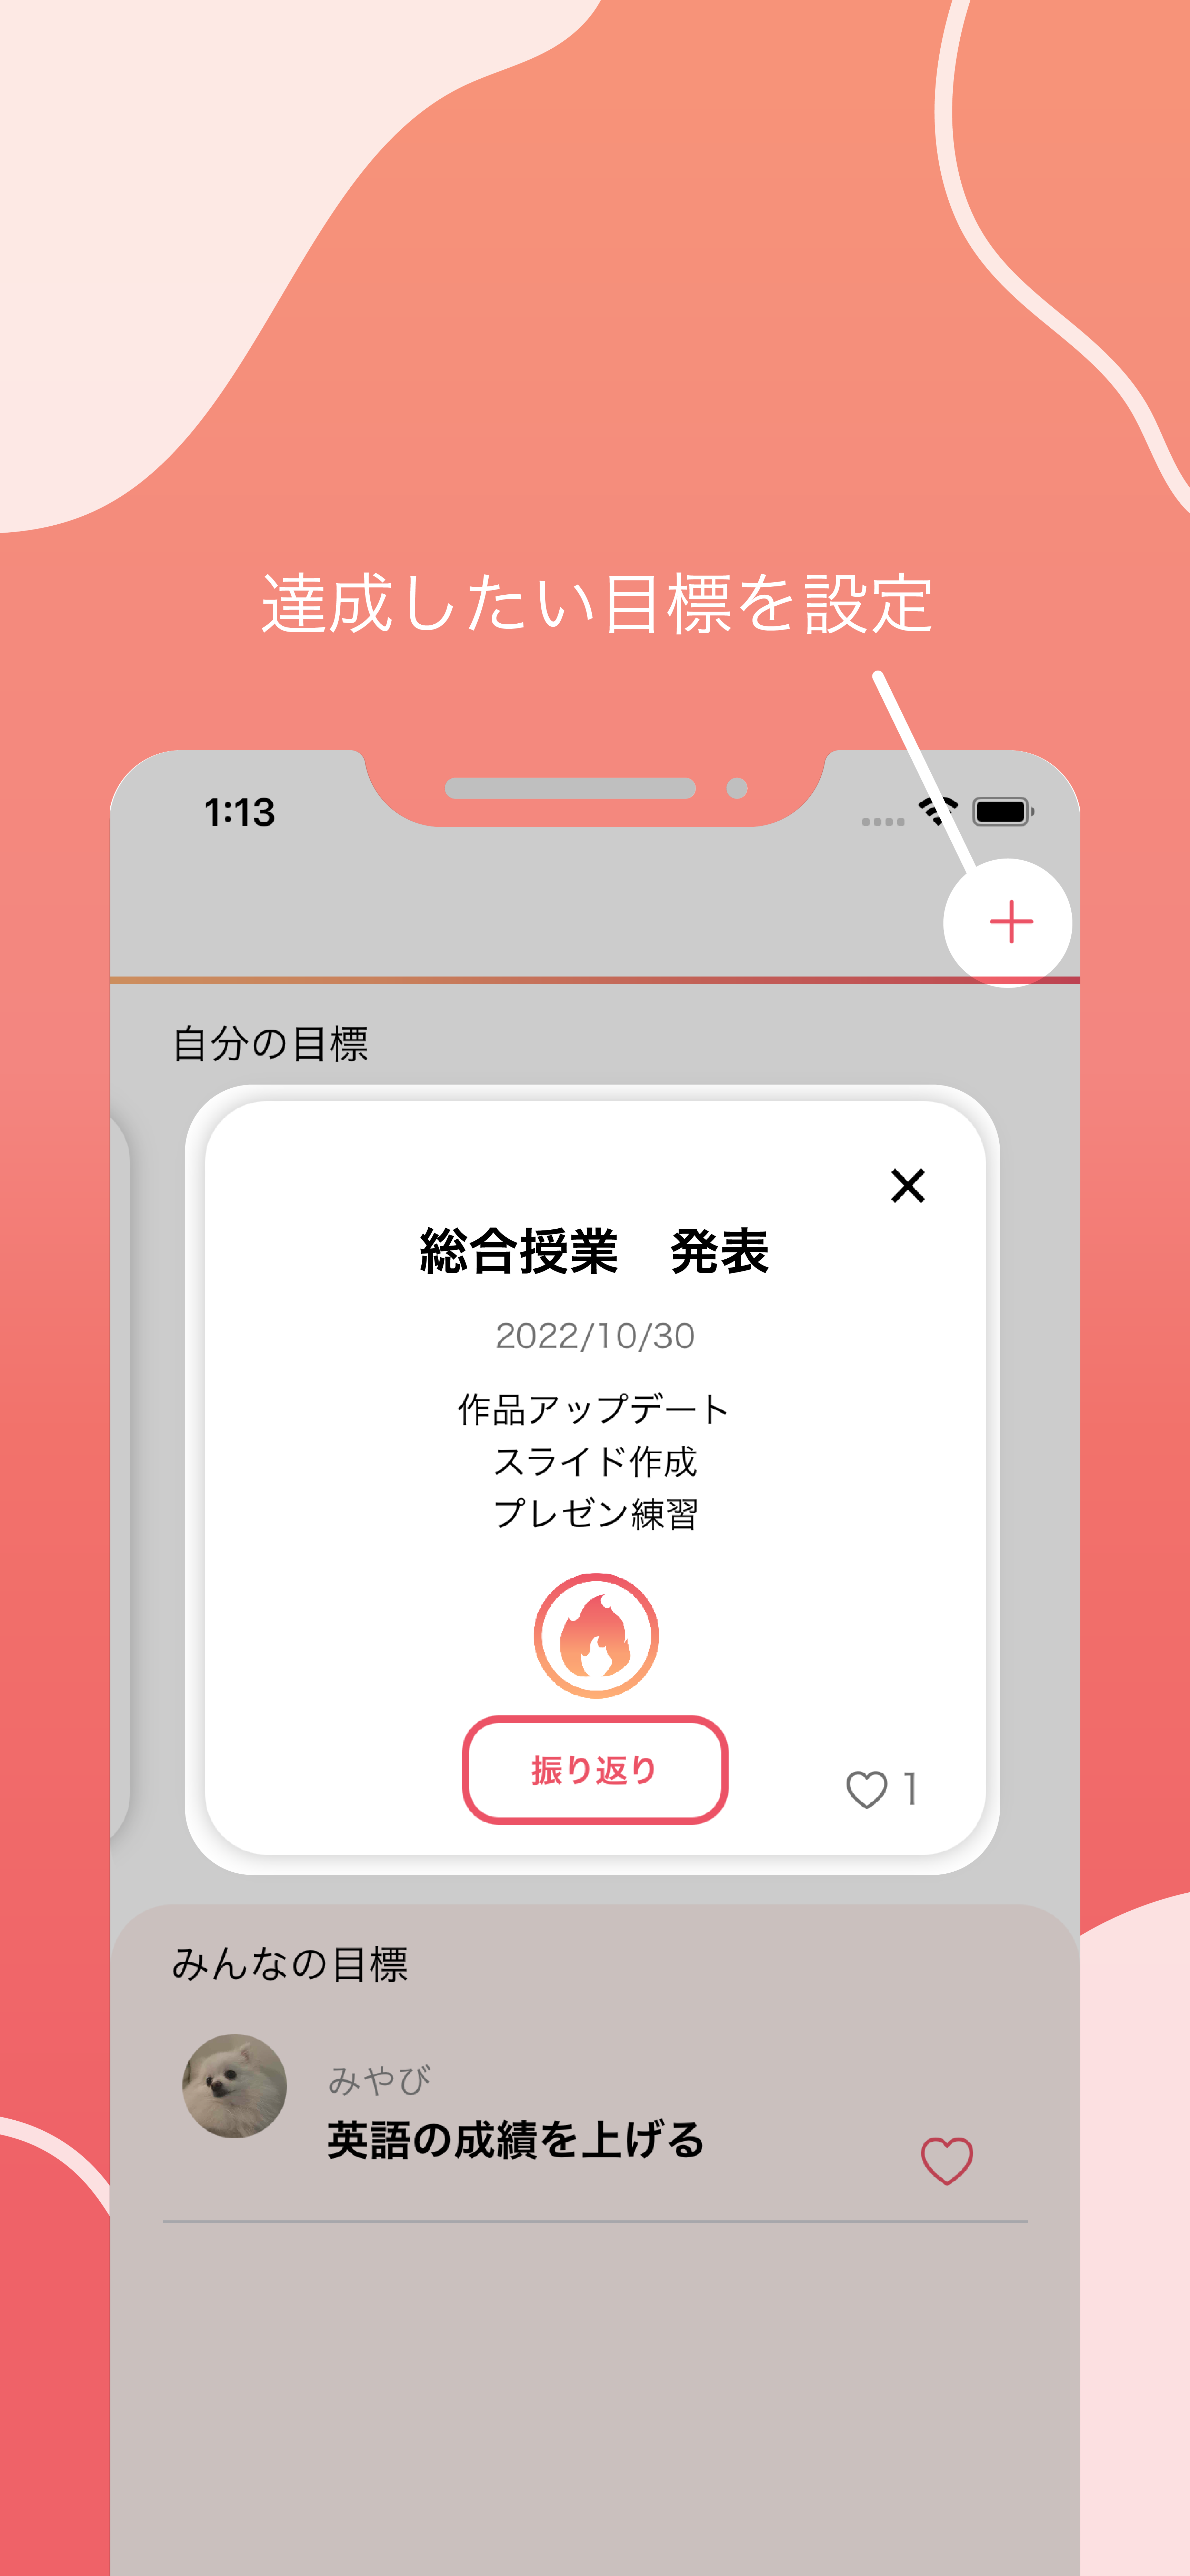 達成したい目標を設定
1:13
自分の目標
総合授業　発表
2022/10/30
作品アップデート
スライド作成
プレゼン練習
振り返り
1
みんなの目標
みやび
英語の成績を上げる